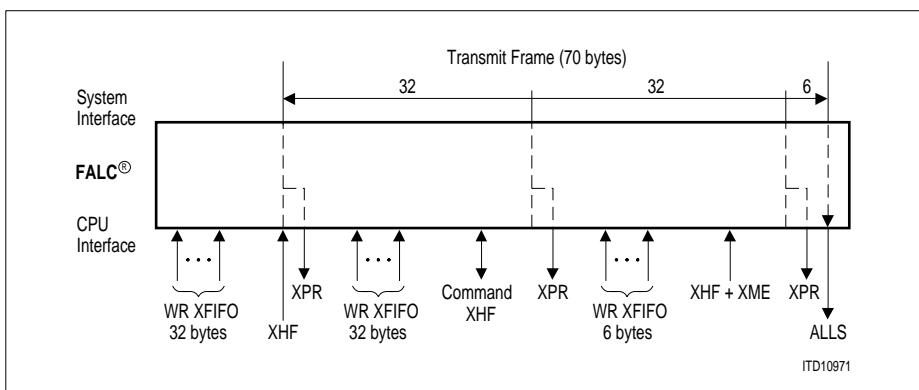 Transmit Frame (70 bytes)
32
32
6
System
Interface
FALC®
CPU
Interface
• • •
WR XFIFO
32 bytes
XHF
XPR
• • •
WR XFIFO
32 bytes
Command
XHF
XPR
• • •
WR XFIFO
6 bytes
XHF + XME
XPR
ALLS
ITD10971